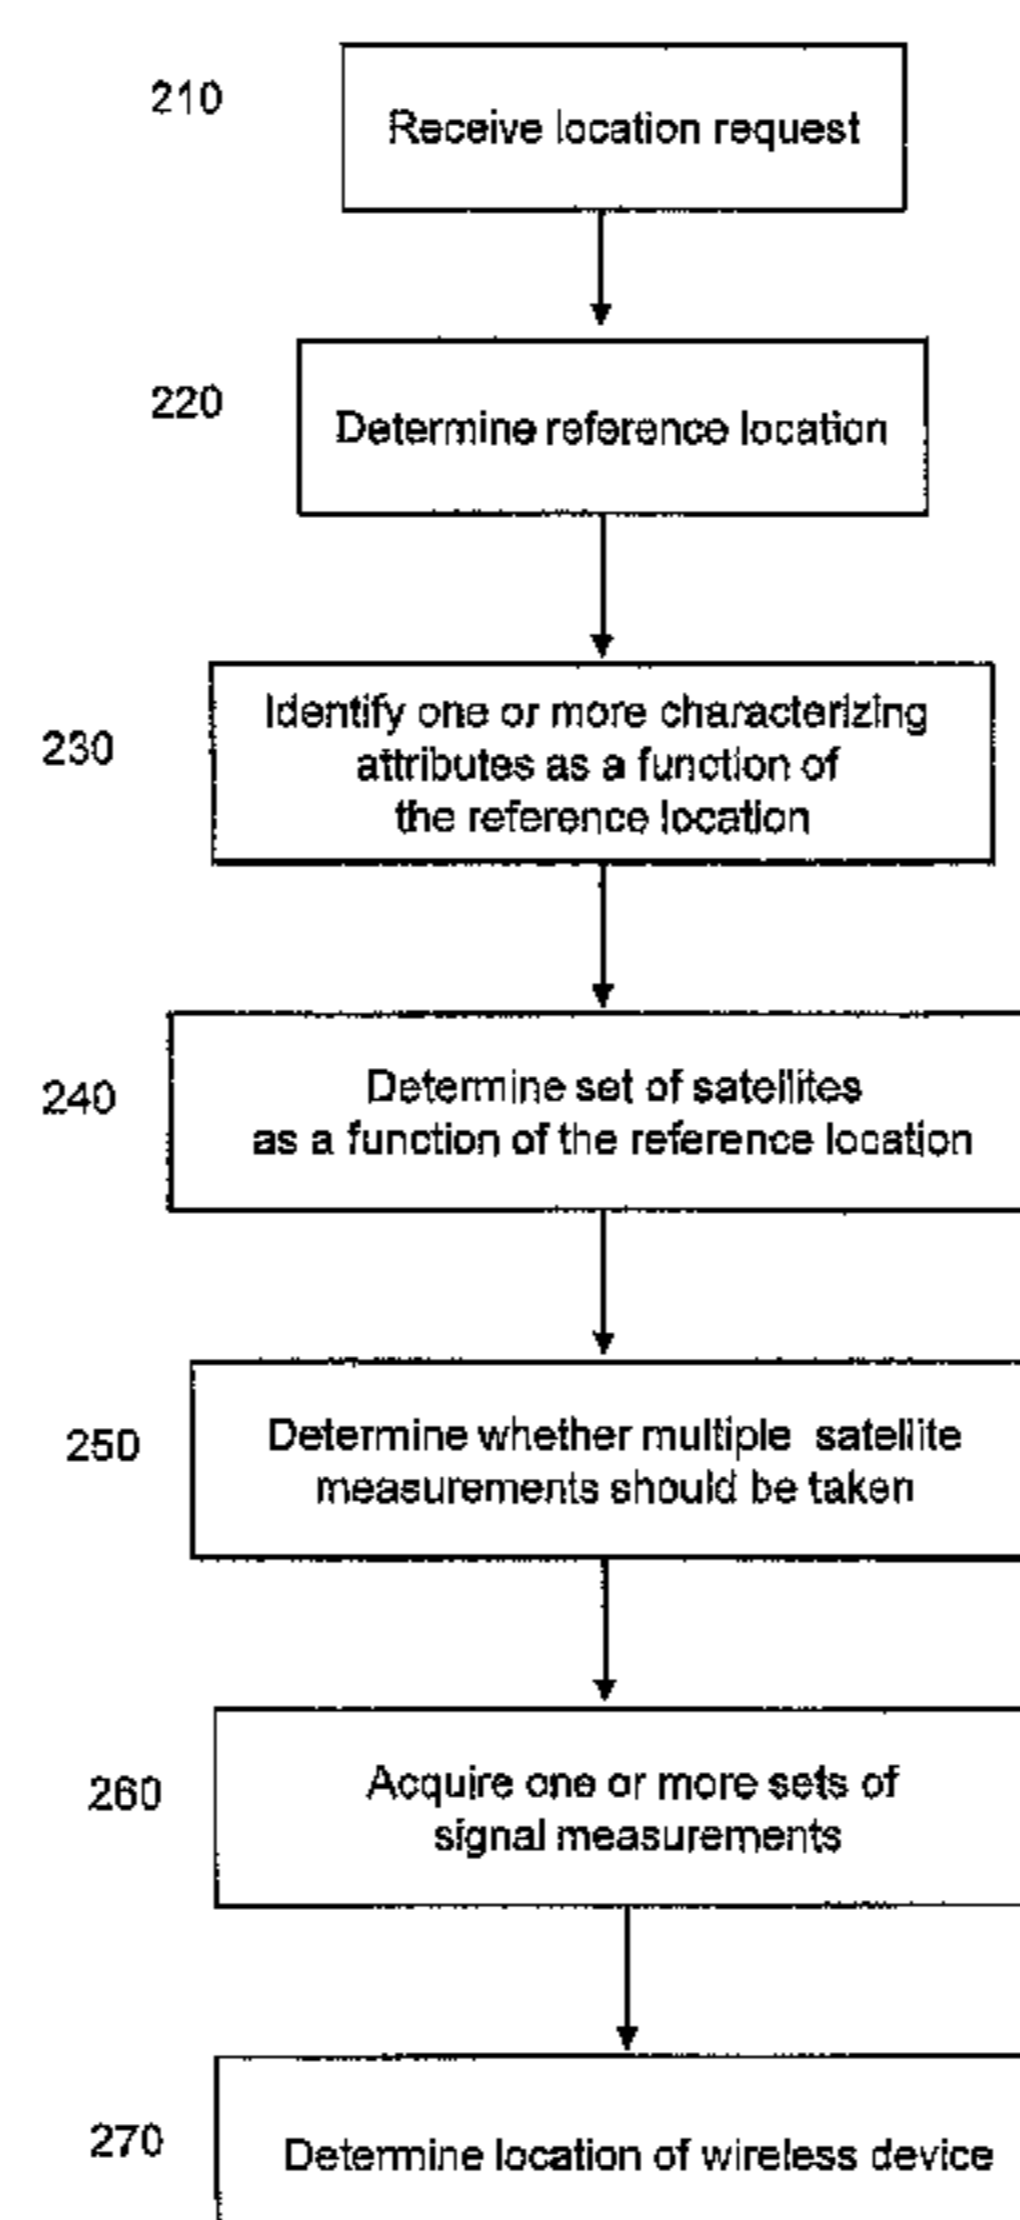 210
Receive location request
220
Determine reference location
230
Identify one or more characterizing
attributes as a function of
the reference location
240
Determine set of satellites
as a function of the reference location
250
Determine whether multiple satellite
measurements should be taken
260
Acquire one or more sets of
signal measurements
270
Determine location of wireless device